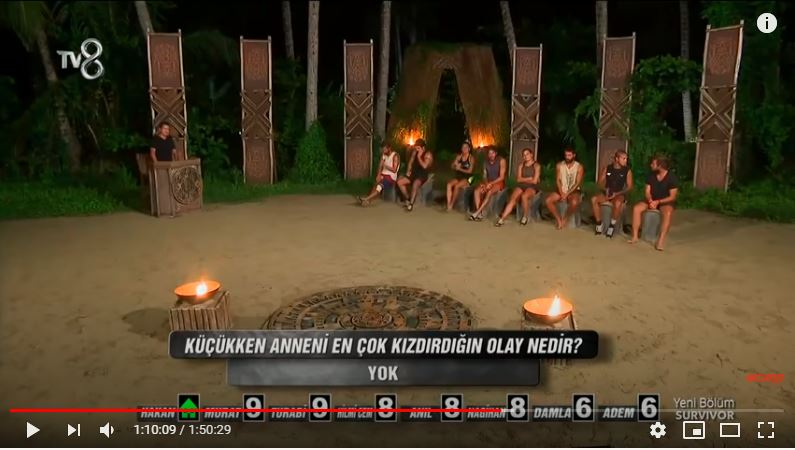 TV8
KÜÇÜKKEN ANNENİ EN ÇOK KIZDIRDIĞIN OLAY NEDİR?
YOK
HAKAN MURAT 9 TURABİ 9 HİLMİ CEM 8 ANIL 8 NAGİHAN 8 DAMLA 6 ADEM 6
Yeni Bölüm
SURVIVOR
1:10:09 / 1:50:29